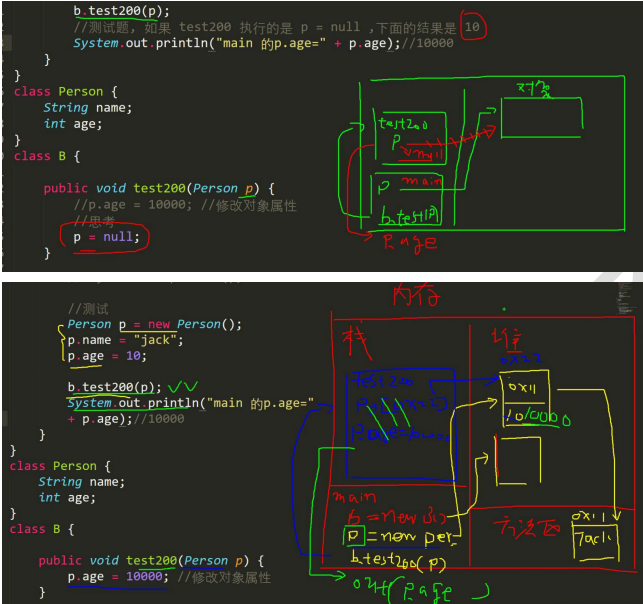 b.test200(p);
//测试题, 如果 test200 执行的是 p = null ,下面的结果是 10
System.out.println("main 的p.age=" + p.age);//10000
}
}
class Person {
String name;
int age;
}
class B {
public void test200(Person p) {
//p.age = 10000; //修改对象属性
//思考
p = null;
}
test200
p
null
p main
b.test(p)
p.age
//测试
Person p = new Person();
p.name = "jack";
p.age = 10;
b.test200(p);
System.out.println("main 的p.age="
+ p.age);//10000
}
}
class Person {
String name;
int age;
}
class B {
public void test200(Person p) {
p.age = 10000; //修改对象属性
}
内存
栈
堆
test200
0x11
10000
main
b = new B()
p = new Per
b.test200(p)
方法区
0x11
Jack
out(p.age)